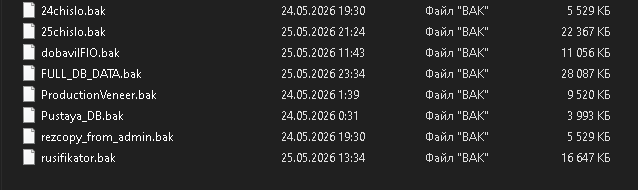 24chislo.bak 24.05.2026 19:30 Файл "BAK" 5 529 КБ
25chislo.bak 25.05.2026 21:24 Файл "BAK" 22 367 КБ
dobavilFIO.bak 25.05.2026 11:43 Файл "BAK" 11 056 КБ
FULL_DB_DATA.bak 25.05.2026 23:34 Файл "BAK" 28 087 КБ
ProductionVeneer.bak 24.05.2026 1:39 Файл "BAK" 9 520 КБ
Pustaya_DB.bak 24.05.2026 0:31 Файл "BAK" 3 993 КБ
rezcopy_from_admin.bak 24.05.2026 19:30 Файл "BAK" 5 529 КБ
rusifikator.bak 25.05.2026 13:34 Файл "BAK" 16 647 КБ